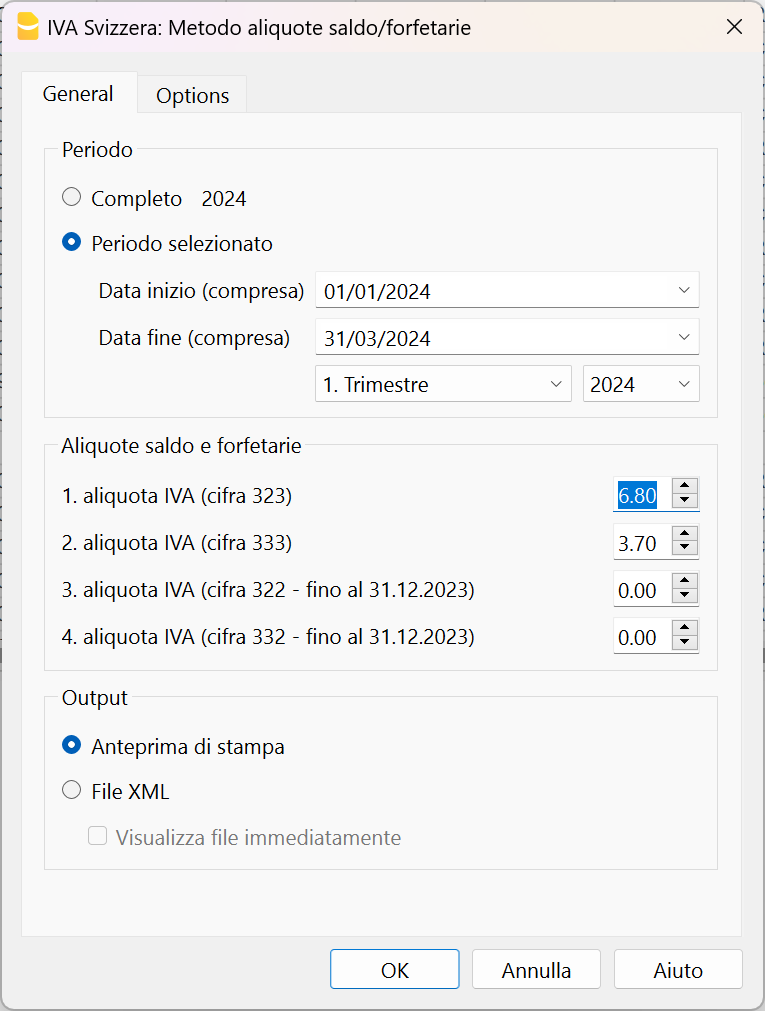 IVA Svizzera: Metodo aliquote saldo/forfetarie
General Options
Periodo
Completo 2024
Periodo selezionato
Data inizio (compresa) 01/01/2024
Data fine (compresa) 31/03/2024
1. Trimestre 2024
Aliquote saldo e forfetarie
1. aliquota IVA (cifra 323) 6.80
2. aliquota IVA (cifra 333) 3.70
3. aliquota IVA (cifra 322 - fino al 31.12.2023) 0.00
4. aliquota IVA (cifra 332 - fino al 31.12.2023) 0.00
Output
Anteprima di stampa
File XML
Visualizza file immediatamente
OK Annulla Aiuto